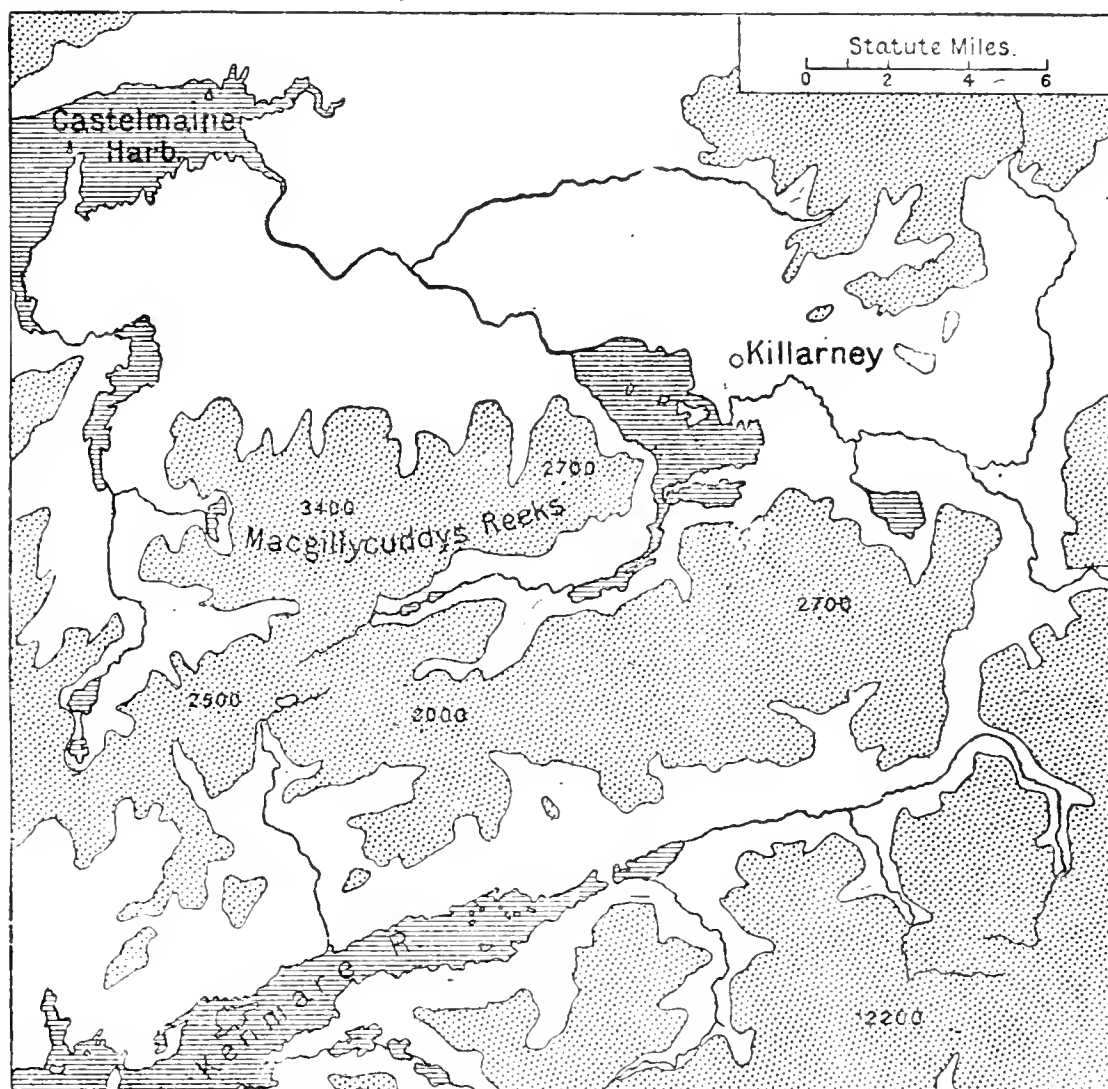 Statute Miles.
0 2 4 6
Castelmaine
Harb.
Killarney
2700
3400
Macgillycuddys Reeks
2700
2500
2000
Kenmare R
2200